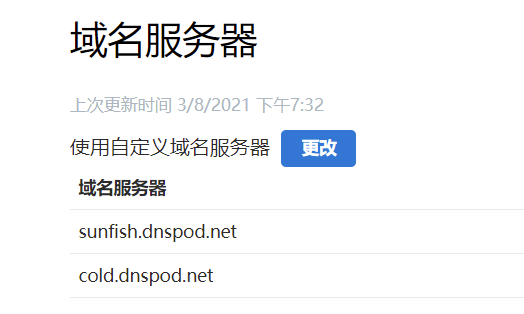 域名服务器
上次更新时间 3/8/2021 下午7:32
使用自定义域名服务器 更改
域名服务器
sunfish.dnspod.net
cold.dnspod.net